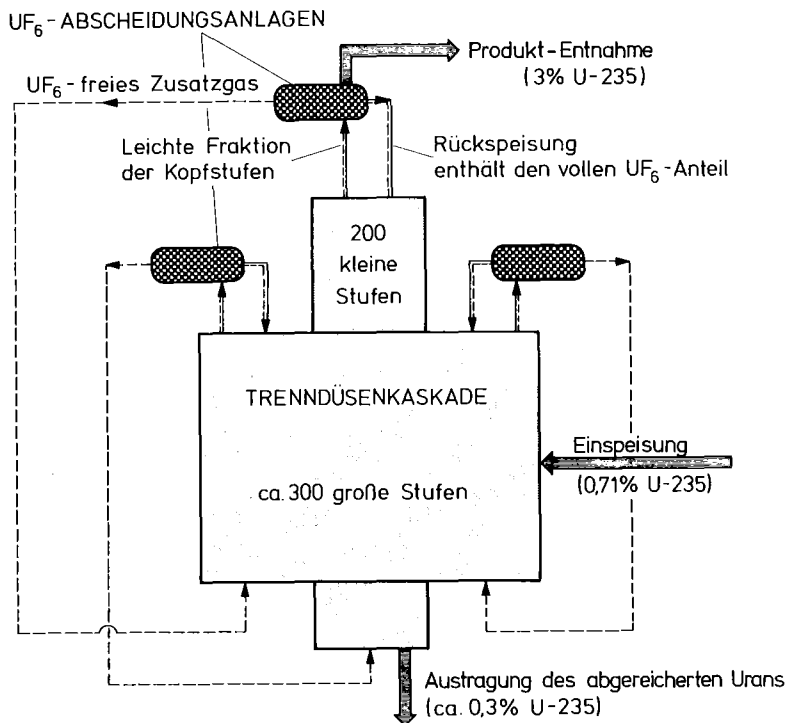 UF₆-ABSCHEIDUNGSANLAGEN
Produkt-Entnahme
(3% U-235)
UF₆-freies Zusatzgas
Leichte Fraktion
der Kopfstufen
Rückspeisung
enthält den vollen UF₆-Anteil
200
kleine
Stufen
TRENNDÜSENKASKADE
ca. 300 große Stufen
Einspeisung
(0,71% U-235)
Austragung des abgereicherten Urans
(ca. 0,3% U-235)